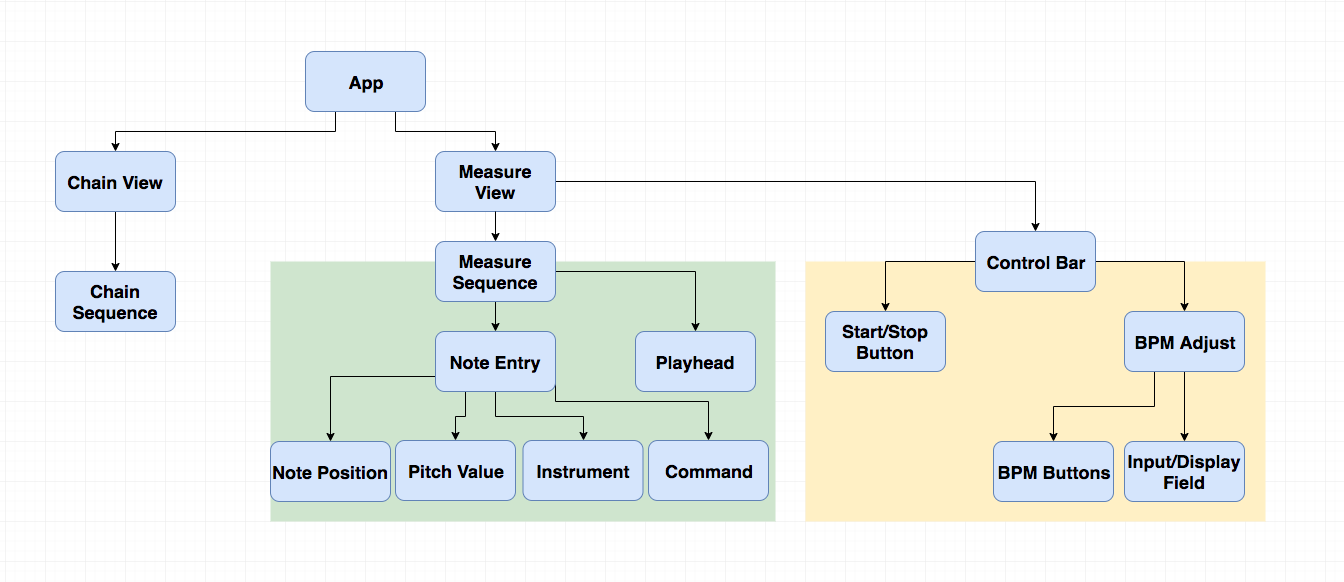 App
Chain View
Measure
View
Measure
Sequence
Control Bar
Chain
Sequence
Start/Stop
Button
BPM Adjust
Note Entry
Playhead
Note Position
Pitch Value
Instrument
Command
BPM Buttons
Input/Display
Field